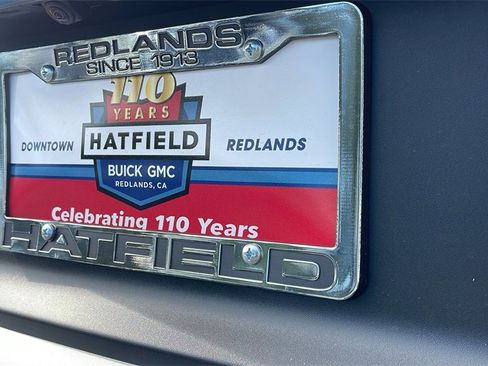 REDLANDS
SINCE 1913
110
YEARS
DOWNTOWN HATFIELD REDLANDS
BUICK GMC
REDLANDS, CA
Celebrating 110 Years
HATFIELD